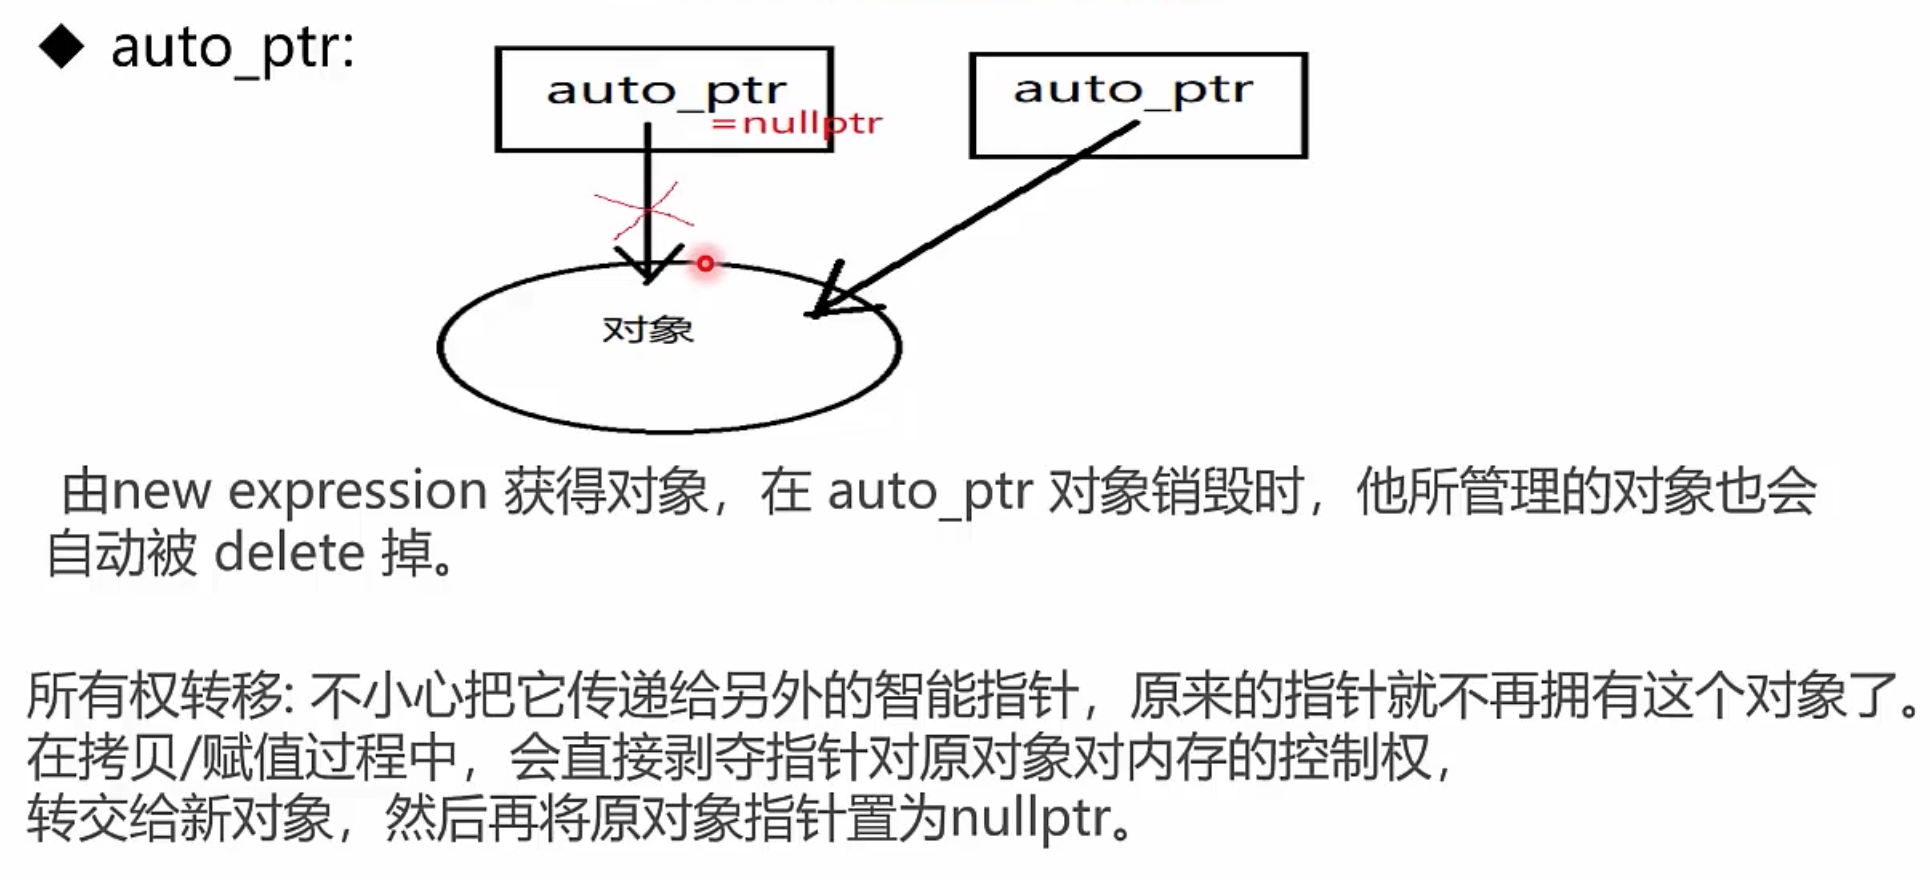 ◆ auto_ptr:
auto_ptr
=nullptr
auto_ptr
对象
由new expression 获得对象，在 auto_ptr 对象销毁时，他所管理的对象也会
自动被 delete 掉。
所有权转移: 不小心把它传递给另外的智能指针，原来的指针就不再拥有这个对象了。
在拷贝/赋值过程中，会直接剥夺指针对原对象对内存的控制权，
转交给新对象，然后再将原对象指针置为nullptr。